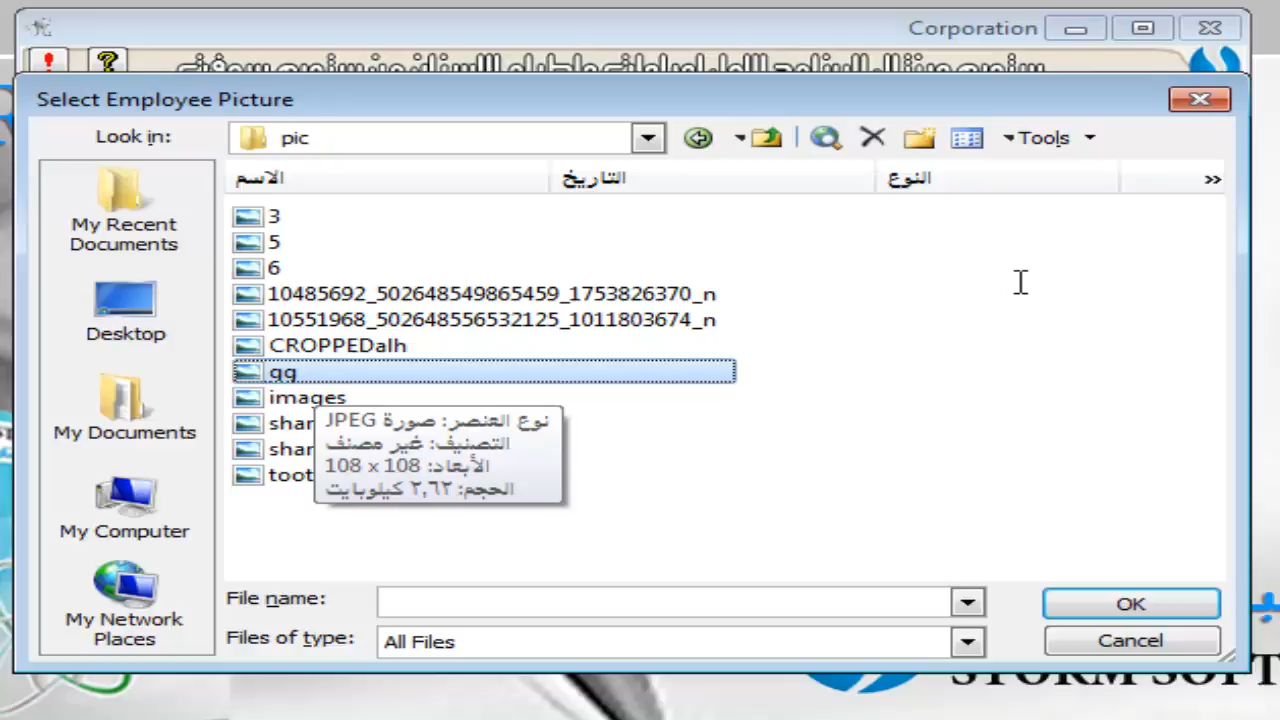 Corporation
Select Employee Picture
Look in:
pic
Tools
الاسم
التاريخ
النوع
3
5
6
10485692_502648549865459_1753826370_n
10551968_502648556532125_1011803674_n
CROPPEDalh
gg
images
نوع العنصر: صورة JPEG
التصنيف: غير مصنف
الأبعاد: 108 x 108
الحجم: ٢,٦٢ كيلوبايت
My Recent Documents
Desktop
My Documents
My Computer
My Network Places
File name:
OK
Files of type:
All Files
Cancel